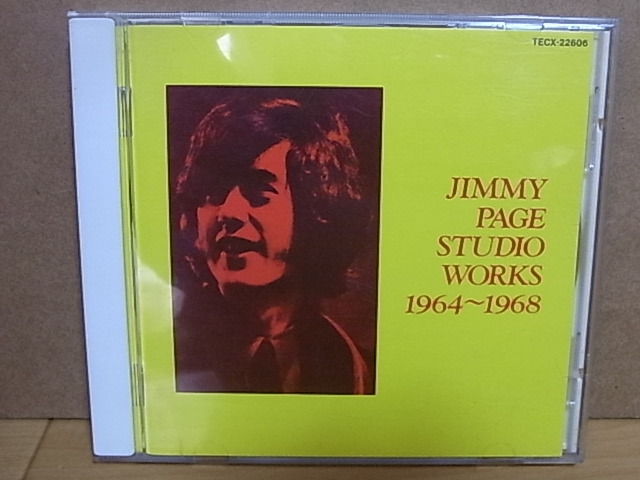 TECX-22606
JIMMY
PAGE
STUDIO
WORKS
1964~1968